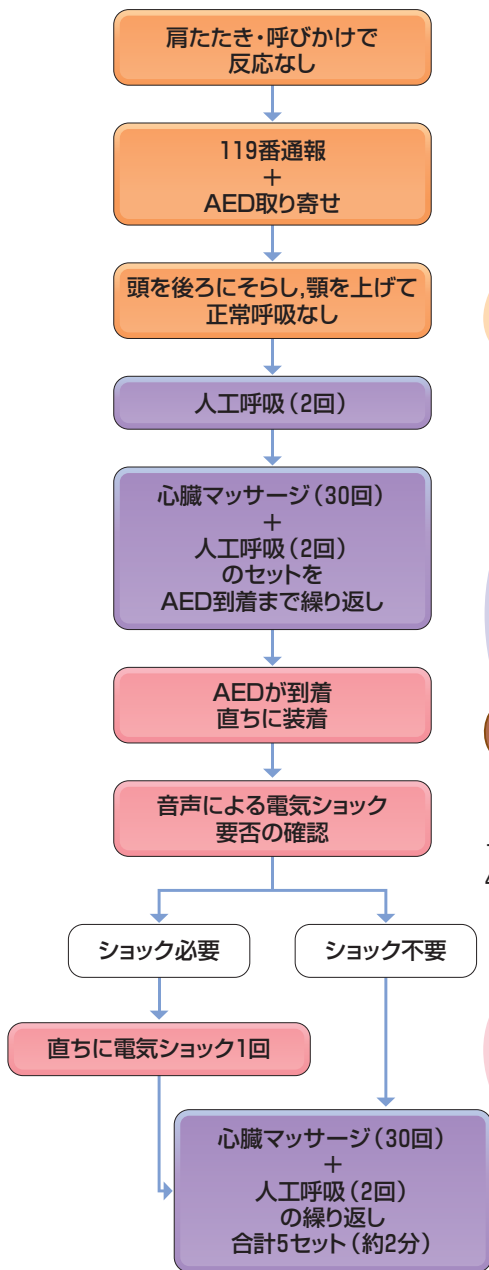 肩たたき・呼びかけで
反応なし
119番通報
+
AED取り寄せ
頭を後ろにそらし,顎を上げて
正常呼吸なし
人工呼吸(2回)
心臓マッサージ(30回)
+
人工呼吸(2回)
のセットを
AED到着まで繰り返し
AEDが到着
直ちに装着
音声による電気ショック
要否の確認
ショック必要
ショック不要
直ちに電気ショック1回
心臓マッサージ(30回)
+
人工呼吸(2回)
の繰り返し
合計5セット(約2分)